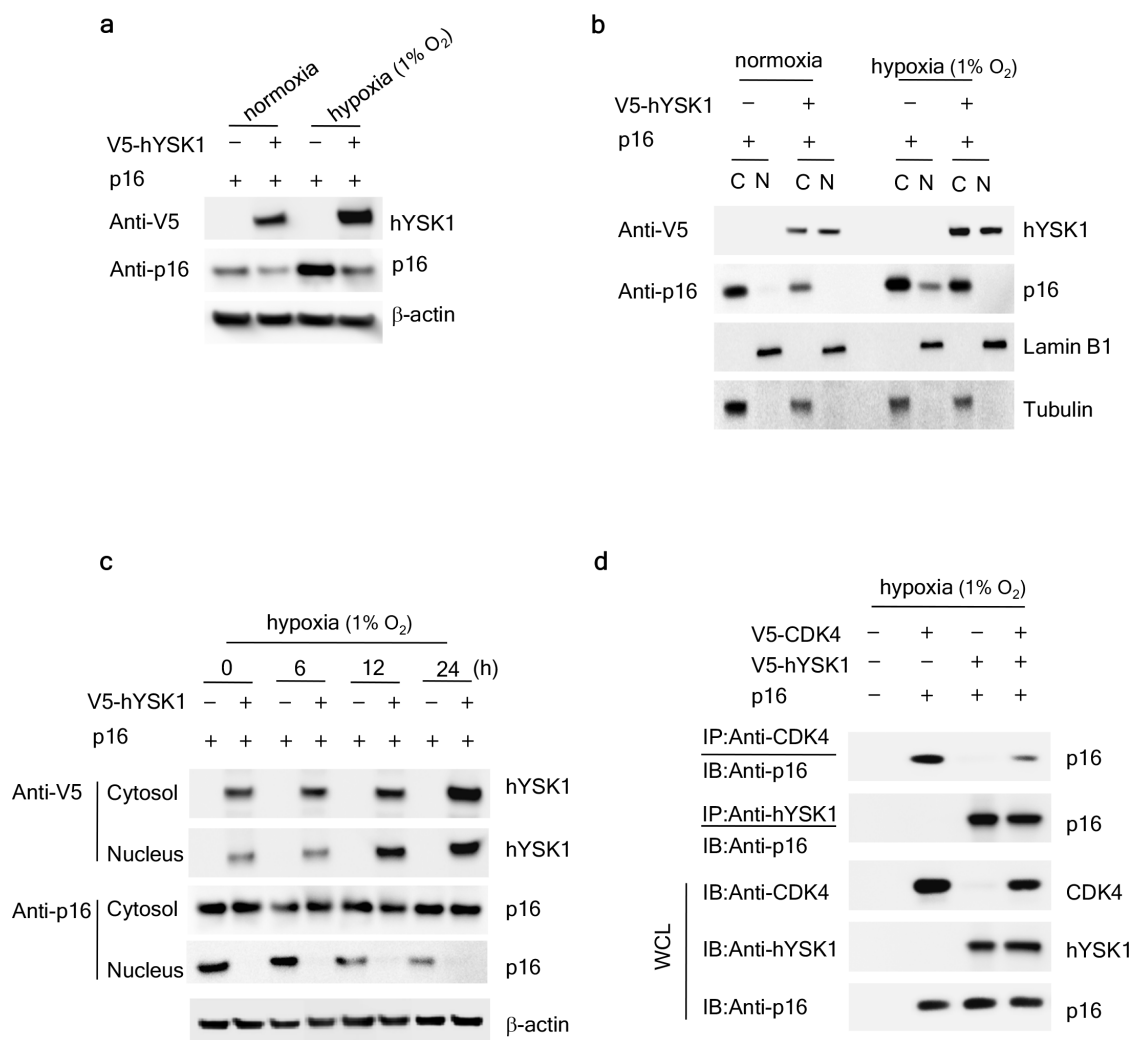 a
normoxia
hypoxia (1% O₂)
V5-hYSK1 − + − +
p16 + + + +
Anti-V5 hYSK1
Anti-p16 p16
β-actin
b
normoxia hypoxia (1% O₂)
V5-hYSK1 − + − +
p16 + + + +
C N C N C N C N
Anti-V5 hYSK1
Anti-p16 p16
Lamin B1
Tubulin
c
hypoxia (1% O₂)
0 6 12 24 (h)
V5-hYSK1 − + − + − + − +
p16 + + + + + + + +
Anti-V5 Cytosol hYSK1
Nucleus hYSK1
Anti-p16 Cytosol p16
Nucleus p16
β-actin
d
hypoxia (1% O₂)
V5-CDK4 − + − +
V5-hYSK1 − − + +
p16 − + + +
IP:Anti-CDK4
IB:Anti-p16 p16
IP:Anti-hYSK1
IB:Anti-p16 p16
WCL
IB:Anti-CDK4 CDK4
IB:Anti-hYSK1 hYSK1
IB:Anti-p16 p16